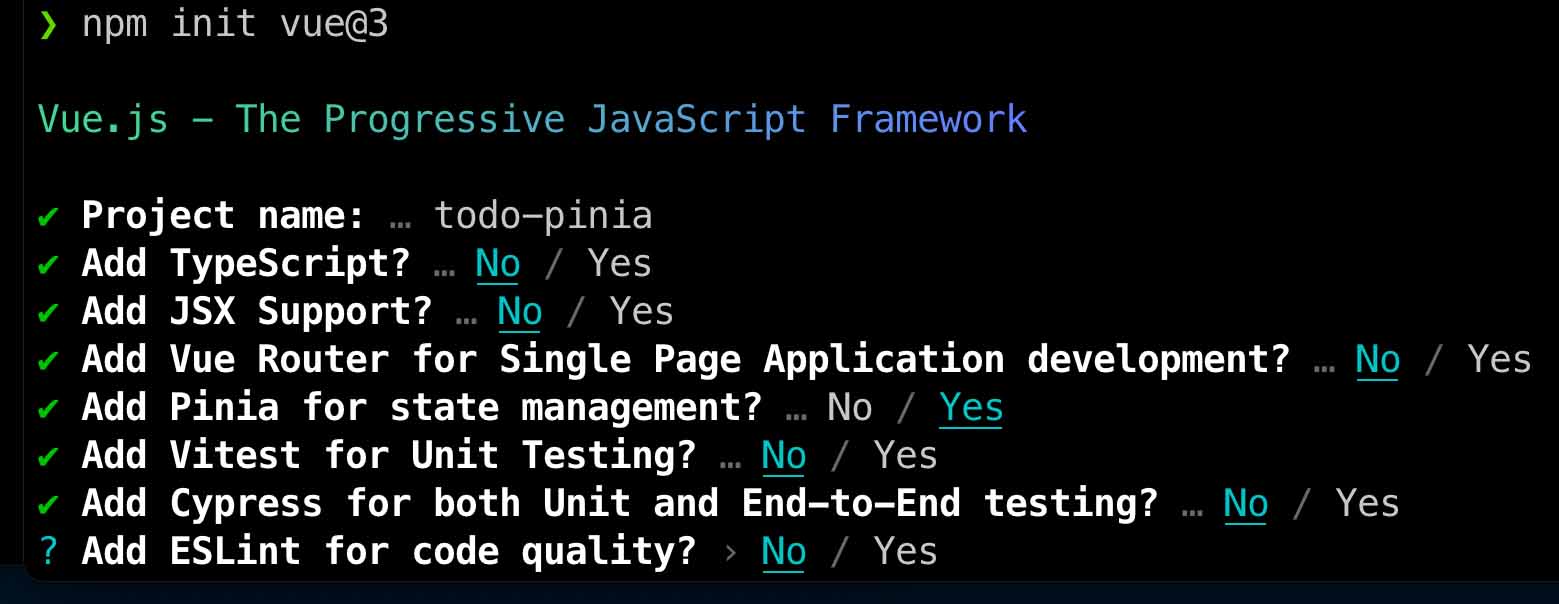 ❯ npm init vue@3
Vue.js - The Progressive JavaScript Framework
✔ Project name: … todo-pinia
✔ Add TypeScript? … No / Yes
✔ Add JSX Support? … No / Yes
✔ Add Vue Router for Single Page Application development? … No / Yes
✔ Add Pinia for state management? … No / Yes
✔ Add Vitest for Unit Testing? … No / Yes
✔ Add Cypress for both Unit and End-to-End testing? … No / Yes
? Add ESLint for code quality? › No / Yes